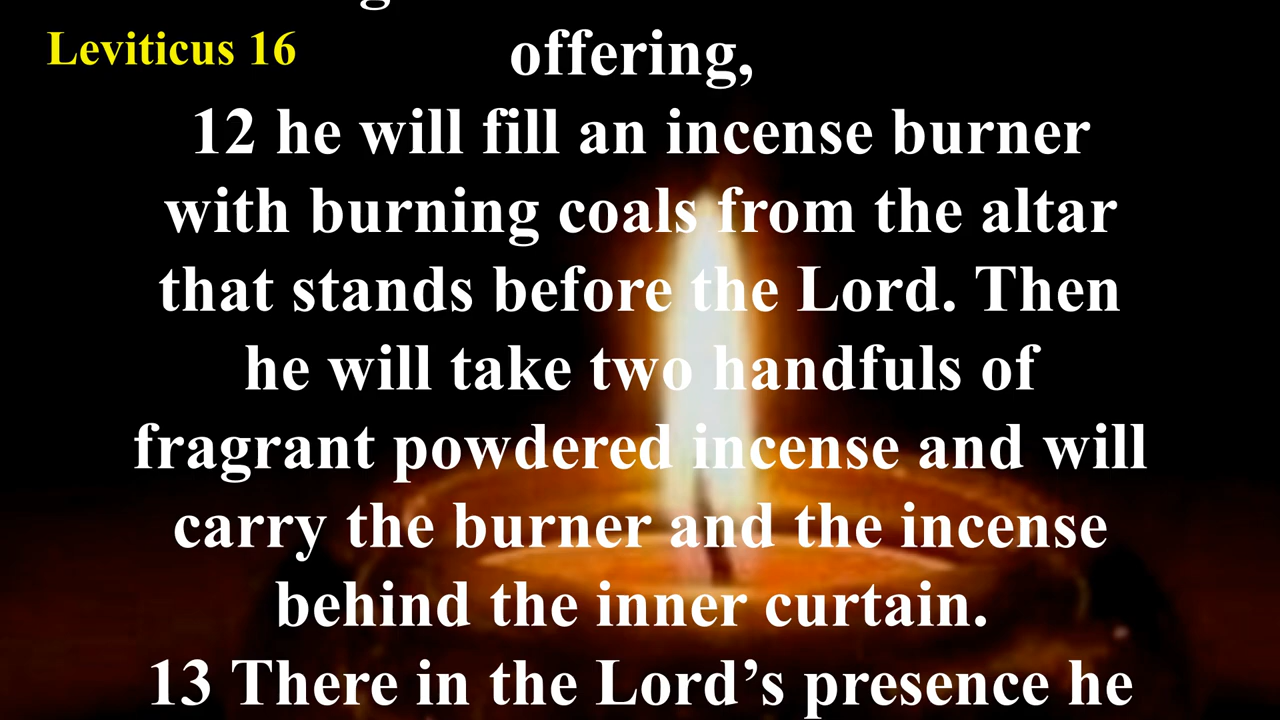 Leviticus 16
offering,
12 he will fill an incense burner
with burning coals from the altar
that stands before the Lord. Then
he will take two handfuls of
fragrant powdered incense and will
carry the burner and the incense
behind the inner curtain.
13 There in the Lord’s presence he